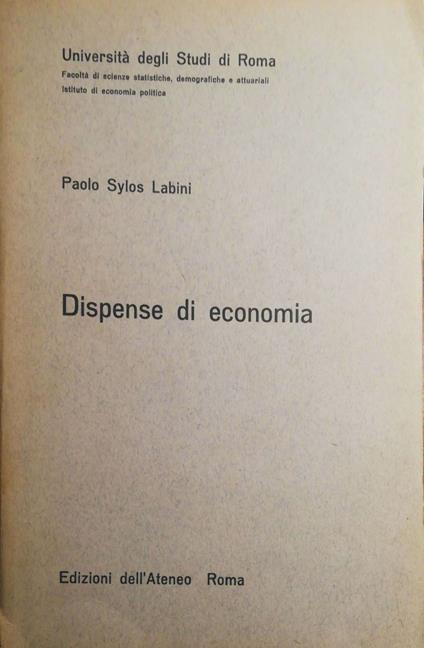 Università degli Studi di Roma
Facoltà di scienze statistiche, demografiche e attuariali
Istituto di economia politica
Paolo Sylos Labini
Dispense di economia
Edizioni dell'Ateneo Roma